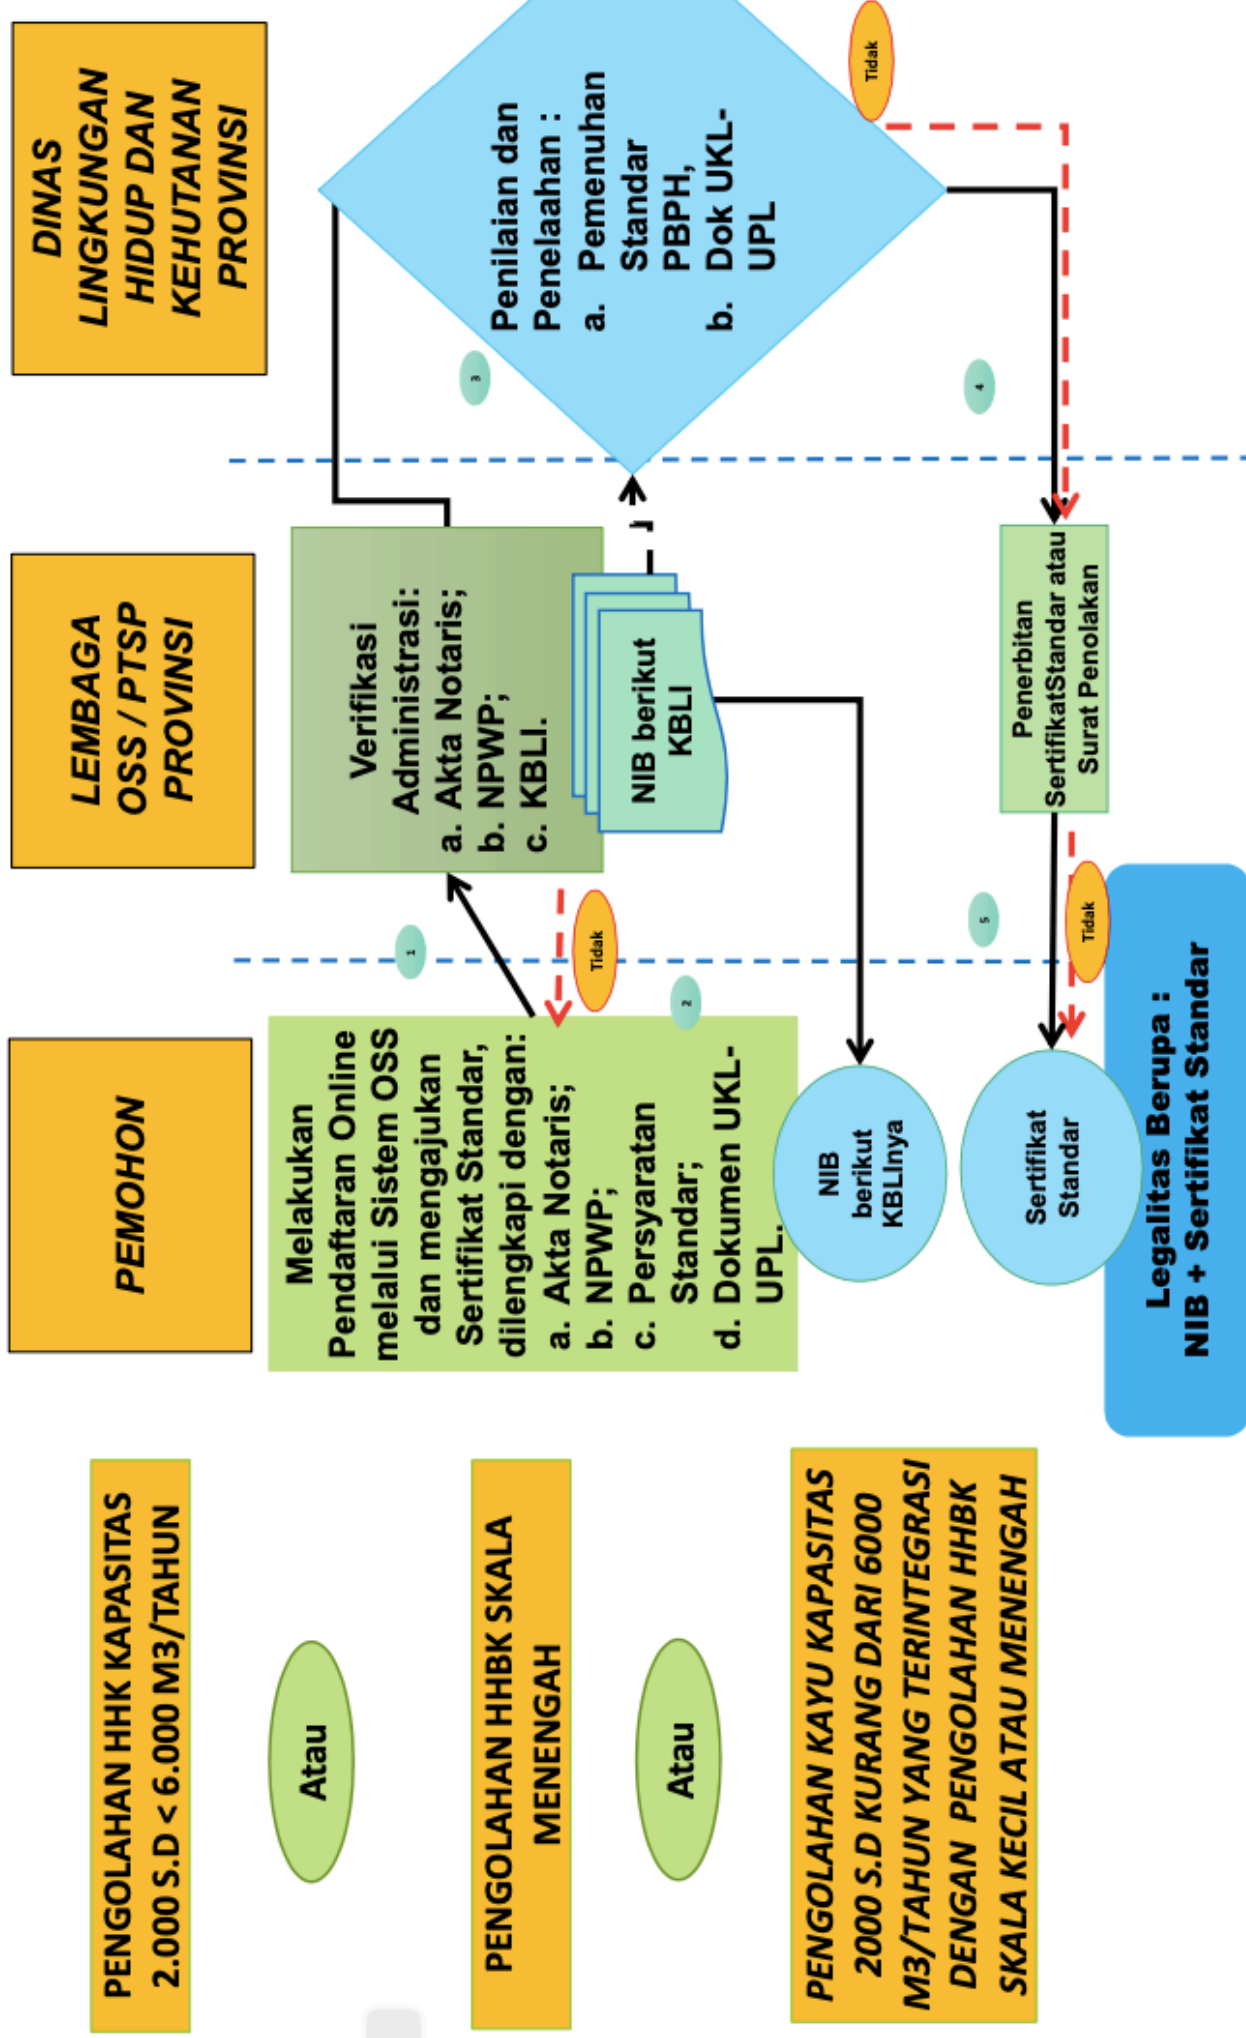 PENGOLAHAN HHK KAPASITAS
2.000 S.D < 6.000 M3/TAHUN
Atau
PENGOLAHAN HHBK SKALA
MENENGAH
Atau
PENGOLAHAN KAYU KAPASITAS
2000 S.D KURANG DARI 6000
M3/TAHUN YANG TERINTEGRASI
DENGAN PENGOLAHAN HHBK
SKALA KECIL ATAU MENENGAH
PEMOHON
Melakukan
Pendaftaran Online
melalui Sistem OSS
dan mengajukan
Sertifikat Standar,
dilengkapi dengan:
a. Akta Notaris;
b. NPWP;
c. Persyaratan
Standar;
d. Dokumen UKL-
UPL.
NIB
berikut
KBLInya
Sertifikat
Standar
Legalitas Berupa :
NIB + Sertifikat Standar
1
Tidak
2
5
Tidak
LEMBAGA
OSS / PTSP
PROVINSI
Verifikasi
Administrasi:
a. Akta Notaris;
b. NPWP;
c. KBLI.
NIB berikut
KBLI
Penerbitan
SertifikatStandar atau
Surat Penolakan
3
4
DINAS
LINGKUNGAN
HIDUP DAN
KEHUTANAN
PROVINSI
Penilaian dan
Penelaahan :
a. Pemenuhan
Standar
PBPH,
b. Dok UKL-
UPL
Tidak